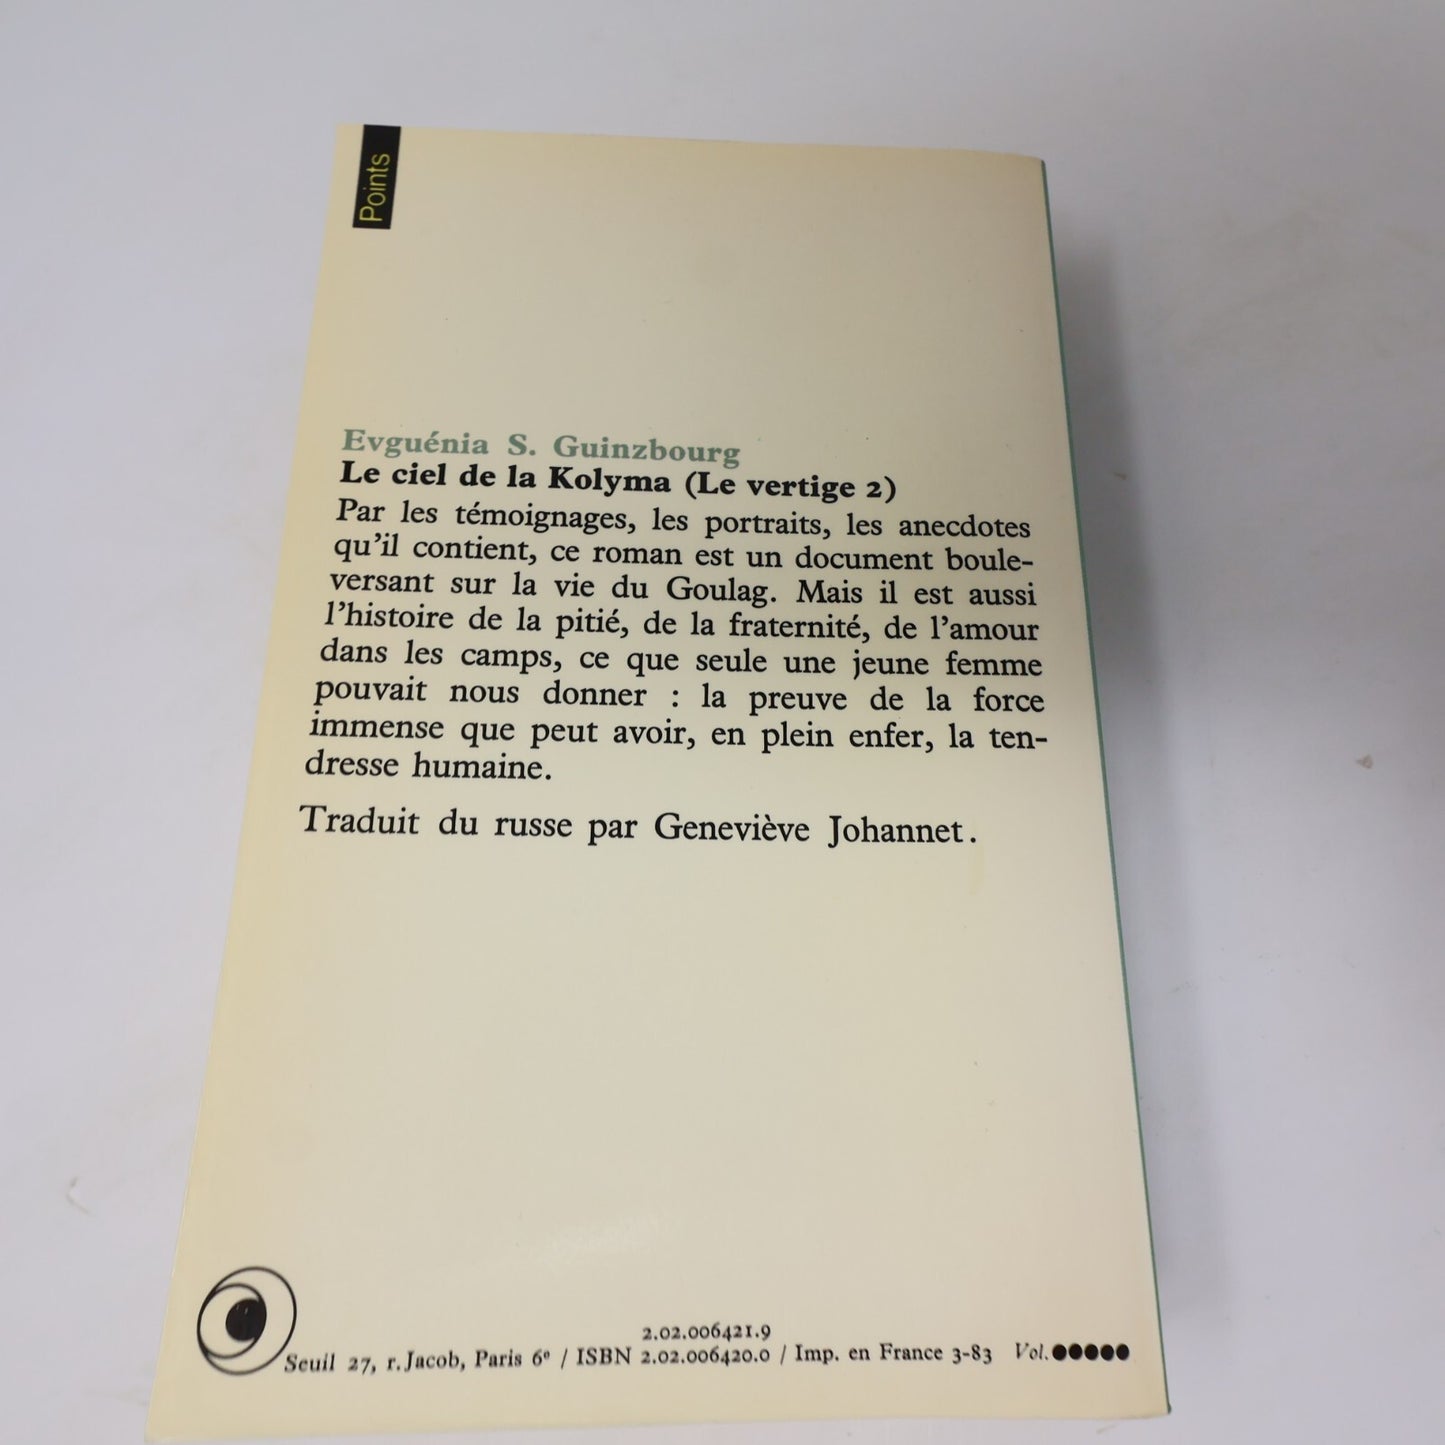 Points
Evguénia S. Guinzbourg
Le ciel de la Kolyma (Le vertige 2)
Par les témoignages, les portraits, les anecdotes
qu'il contient, ce roman est un document boule-
versant sur la vie du Goulag. Mais il est aussi
l'histoire de la pitié, de la fraternité, de l'amour
dans les camps, ce que seule une jeune femme
pouvait nous donner : la preuve de la force
immense que peut avoir, en plein enfer, la ten-
dresse humaine.
Traduit du russe par Geneviève Johannet.
2.02.006421.9
Seuil 27, r. Jacob, Paris 6e / ISBN 2.02.006420.0 / Imp. en France 3-83 Vol.●●●●●